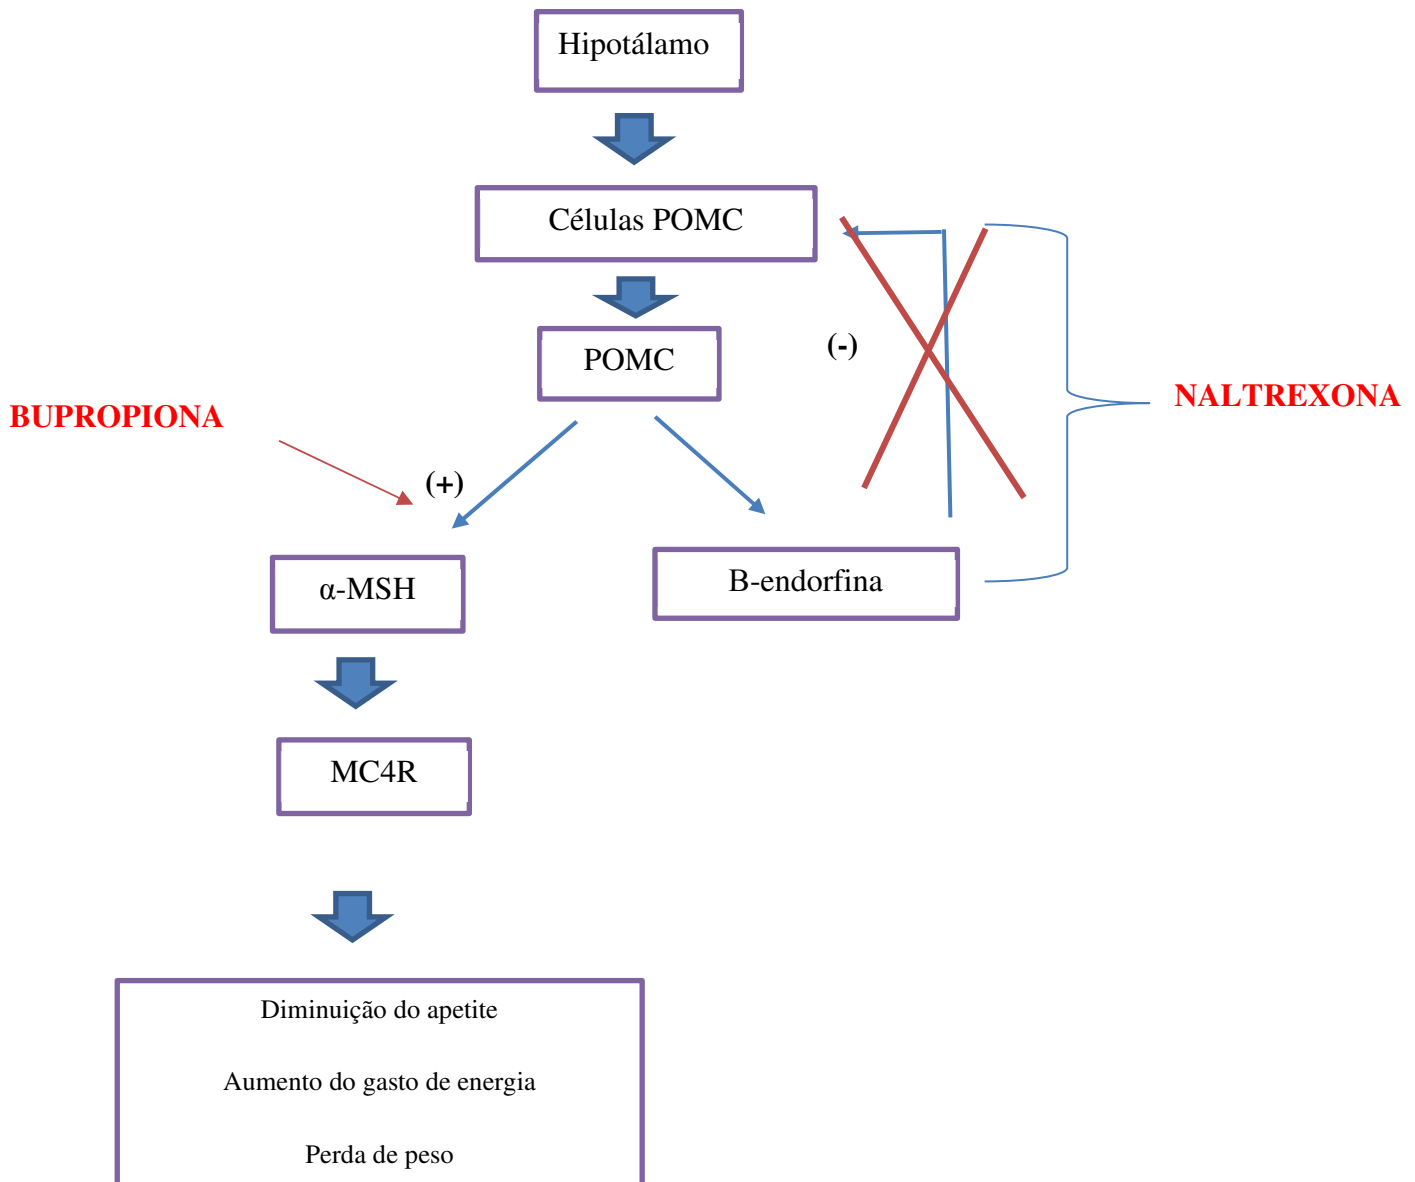 Hipotálamo
Células POMC
POMC
(-)
NALTREXONA
BUPROPIONA
(+)
α-MSH
B-endorfina
MC4R
Diminuição do apetite
Aumento do gasto de energia
Perda de peso